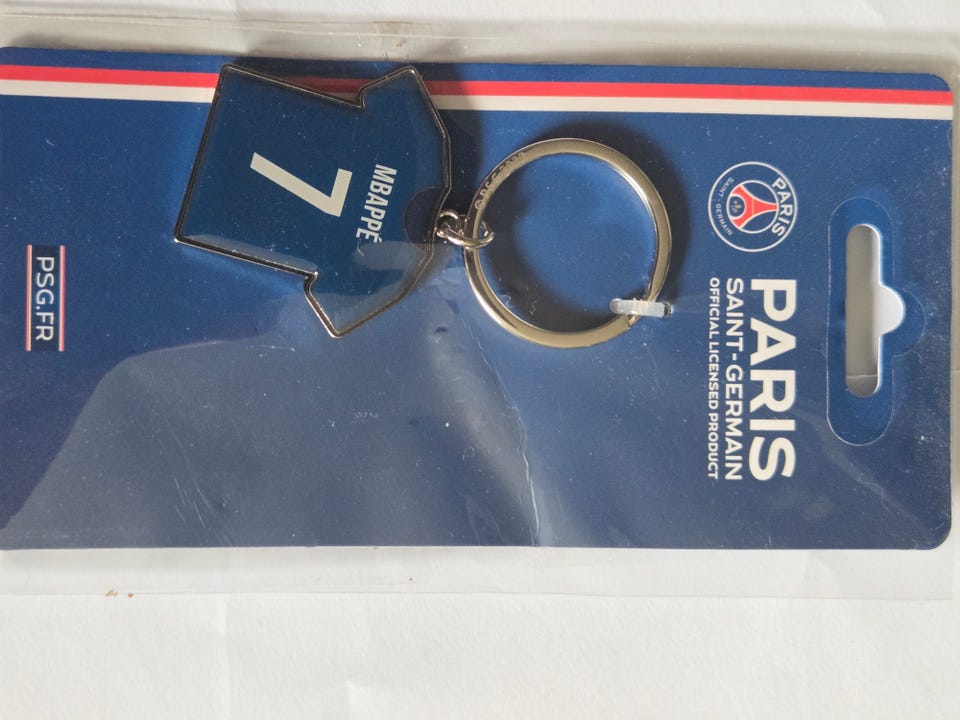 PARIS
SAINT-GERMAIN
PARIS
SAINT-GERMAIN
OFFICIAL LICENSED PRODUCT
MBAPPÉ
7
PSG.FR